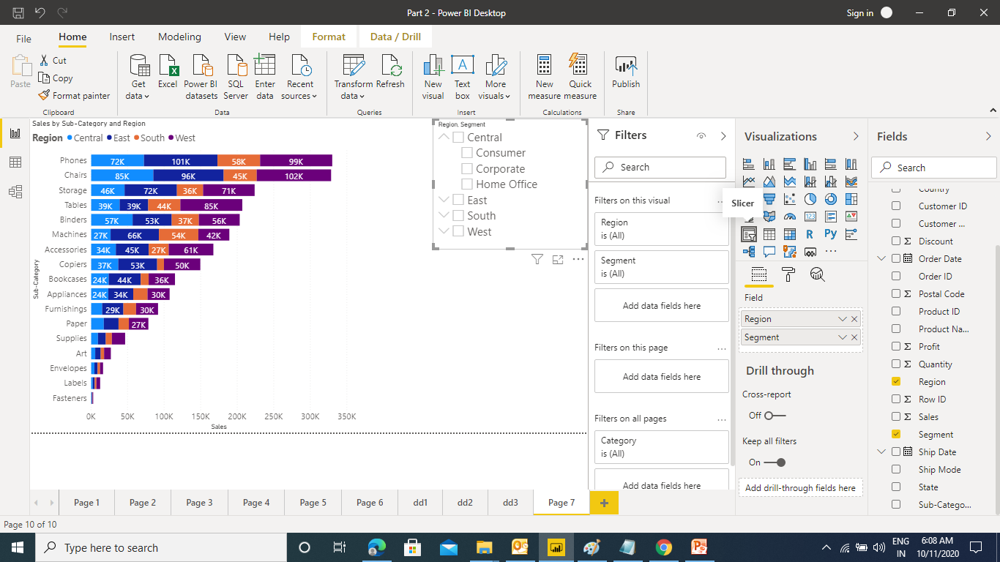 Part 2 - Power BI Desktop
Sign in
File
Home
Insert
Modeling
View
Help
Format
Data / Drill
Paste
Cut
Copy
Format painter
Get data
Excel
Power BI datasets
SQL Server
Enter data
Recent sources
Transform data
Refresh
New visual
Text box
More visuals
New measure
Quick measure
Publish
Clipboard
Data
Queries
Insert
Calculations
Share
Sales by Sub-Category and Region
Region Central East South West
Phones 72K 101K 58K 99K
Chairs 85K 96K 45K 102K
Storage 46K 72K 36K 71K
Tables 39K 39K 44K 85K
Binders 57K 53K 37K 56K
Machines 27K 66K 54K 42K
Accessories 34K 45K 27K 61K
Copiers 37K 53K 50K
Bookcases 24K 44K 36K
Appliances 24K 34K 30K
Furnishings 29K 30K
Paper 27K
Supplies
Art
Envelopes
Labels
Fasteners
0K 50K 100K 150K 200K 250K 300K 350K
Sales
Sub-Category
Region, Segment
Central
Consumer
Corporate
Home Office
East
South
West
Filters
Search
Filters on this visual
Region
is (All)
Segment
is (All)
Add data fields here
Filters on this page
Add data fields here
Filters on all pages
Category
is (All)
Add data fields here
Visualizations
Slicer
123
R
Py
Field
Region
Segment
Drill through
Cross-report
Off
Keep all filters
On
Add drill-through fields here
Fields
Search
Country
Customer ID
Customer ...
Discount
Order Date
Order ID
Postal Code
Product ID
Product Na...
Profit
Quantity
Region
Row ID
Sales
Segment
Ship Date
Ship Mode
State
Sub-Catego...
Page 1
Page 2
Page 3
Page 4
Page 5
Page 6
dd1
dd2
dd3
Page 7
Page 10 of 10
Type here to search
ENG
IN
6:08 AM
10/11/2020